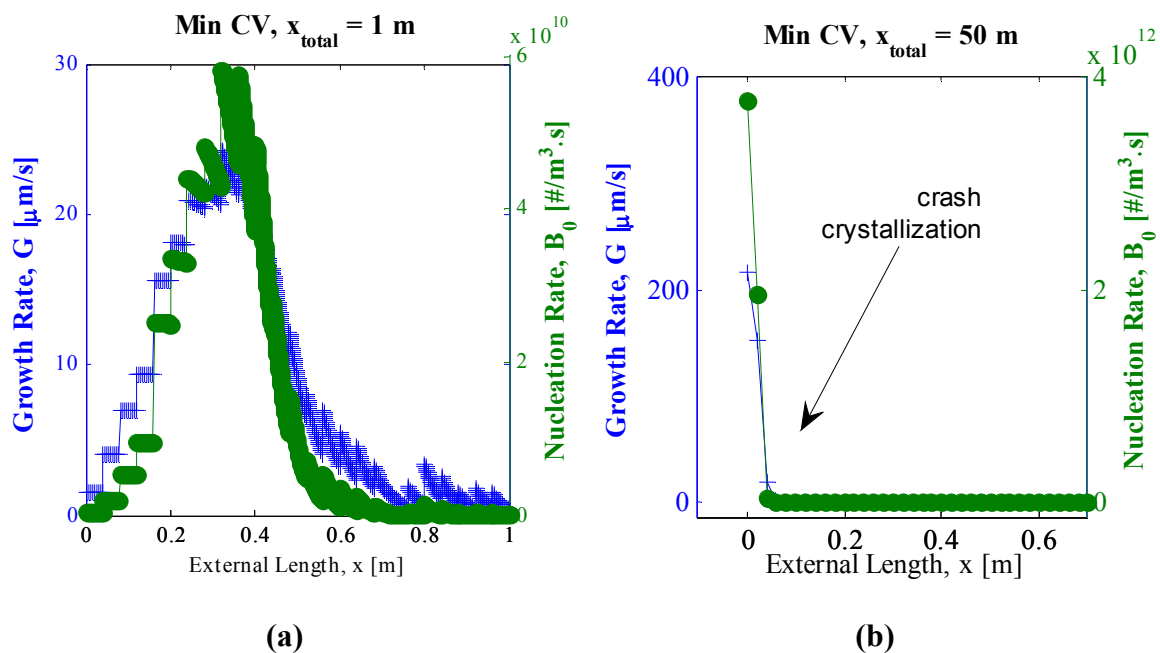 Min CV, x_total = 1 m
x 10^10
30
20
10
0
6
4
2
0
0 0.2 0.4 0.6 0.8 1
Growth Rate, G [μm/s]
Nucleation Rate, B_0 [#/m³.s]
External Length, x [m]
(a)
Min CV, x_total = 50 m
x 10^12
400
200
0
4
2
0
crash
crystallization
0 0.2 0.4 0.6
Growth Rate, G [μm/s]
Nucleation Rate, B_0 [#/m³.s]
External Length, x [m]
(b)